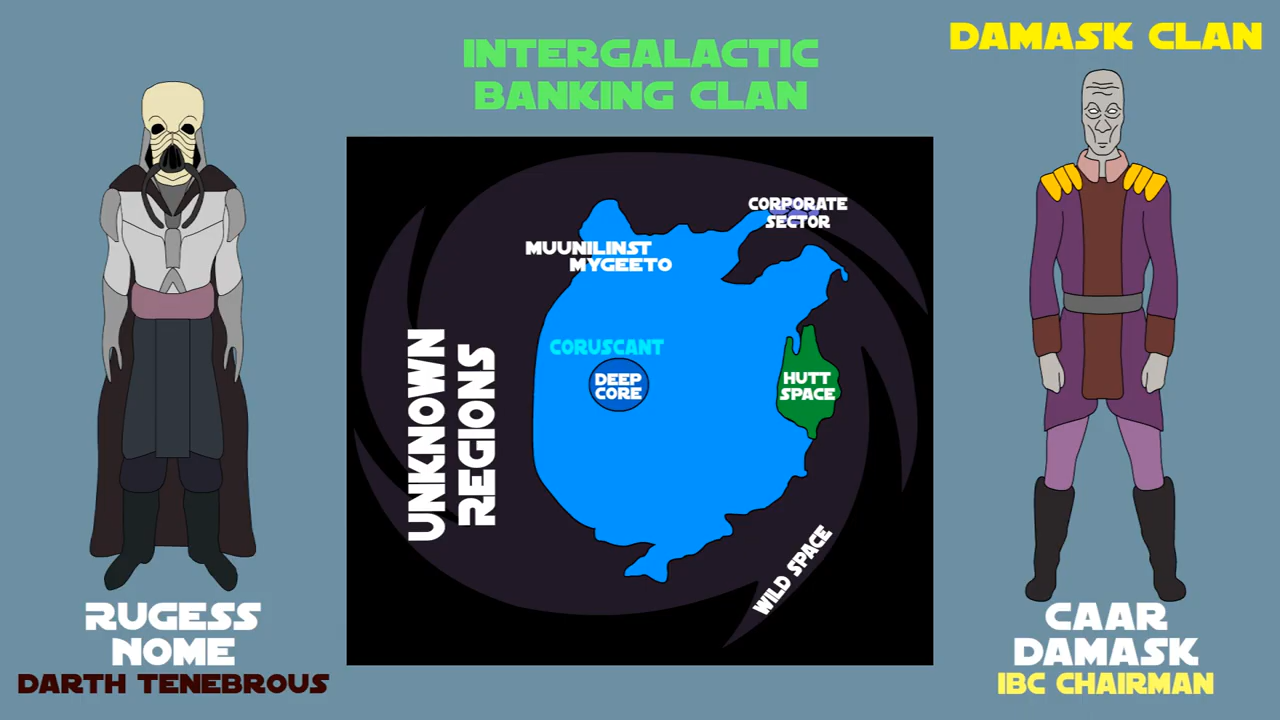 DAMASK CLAN
INTERGALACTIC
BANKING CLAN
CORPORATE
SECTOR
MUUNILINST
MYGEETO
UNKNOWN
REGIONS
CORUSCANT
DEEP
CORE
HUTT
SPACE
WILD SPACE
RUGESS
NOME
DARTH TENEBROUS
CAAR
DAMASK
IBC CHAIRMAN